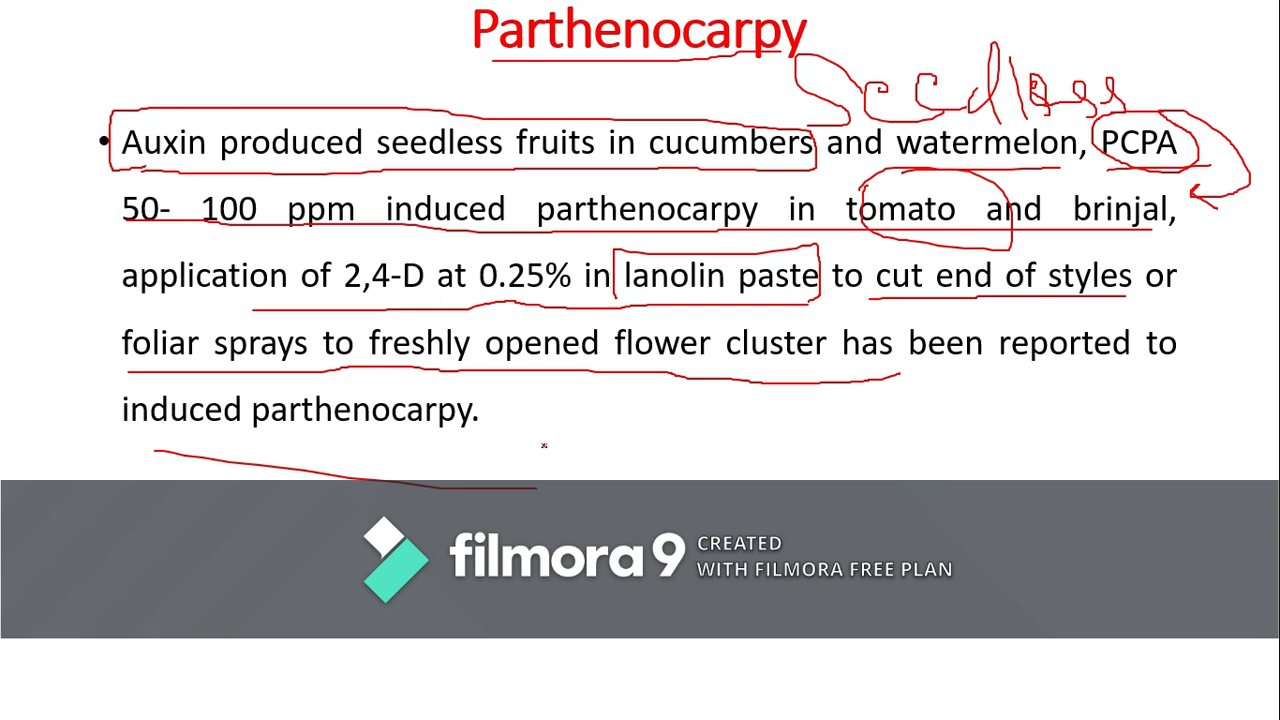 Parthenocarpy
Seedless
• Auxin produced seedless fruits in cucumbers and watermelon, PCPA
50- 100 ppm induced parthenocarpy in tomato and brinjal,
application of 2,4-D at 0.25% in lanolin paste to cut end of styles or
foliar sprays to freshly opened flower cluster has been reported to
induced parthenocarpy.
filmora 9
CREATED
WITH FILMORA FREE PLAN